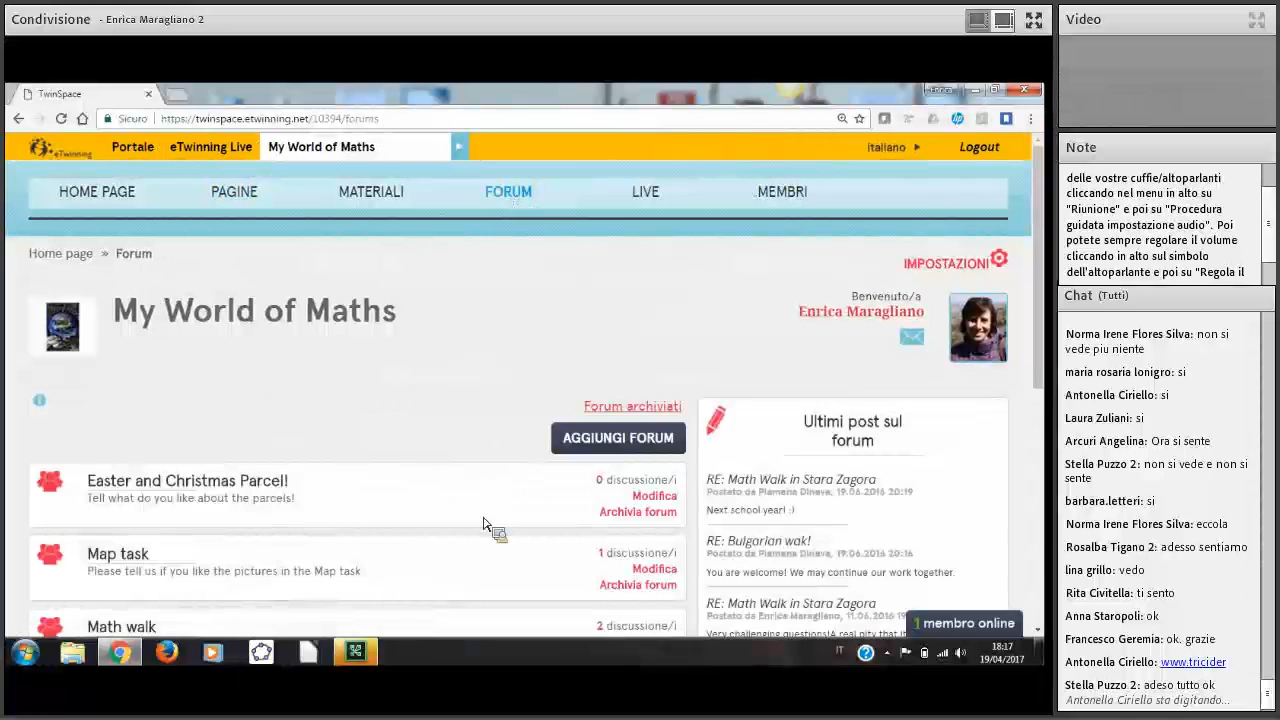 Condivisione - Enrica Maragliano 2
TwinSpace
Enrica
Sicuro https://twinspace.etwinning.net/10394/forums
eTwinning Portale eTwinning Live My World of Maths italiano Logout
HOME PAGE PAGINE MATERIALI FORUM LIVE MEMBRI
Home page » Forum
IMPOSTAZIONI
My World of Maths
Benvenuto/a
Enrica Maragliano
Forum archiviati
AGGIUNGI FORUM
Easter and Christmas Parcel!
Tell what do you like about the parcels!
0 discussione/i
Modifica
Archivia forum
Map task
Please tell us if you like the pictures in the Map task
1 discussione/i
Modifica
Archivia forum
Math walk
2 discussione/i
Ultimi post sul
forum
RE: Math Walk in Stara Zagora
Postato da Plamena Dineva, 19.06.2016 20:19
Next school year! :)
RE: Bulgarian wak!
Postato da Plamena Dineva, 19.06.2016 20:16
You are welcome! We may continue our work together.
RE: Math Walk in Stara Zagora
Postato da Enrica Maragliano, 11.06.2016 19
Very challenging questions!A real pity that i
1 membro online
IT
18:17
19/04/2017
Video
Note
delle vostre cuffie/altoparlanti
cliccando nel menu in alto su
"Riunione" e poi su "Procedura
guidata impostazione audio". Poi
potete sempre regolare il volume
cliccando in alto sul simbolo
dell'altoparlante e poi su "Regola il
Chat (Tutti)
Norma Irene Flores Silva: non si
vede piu niente
maria rosaria lonigro: si
Antonella Ciriello: si
Laura Zuliani: si
Arcuri Angelina: Ora si sente
Stella Puzzo 2: non si vede e non si
sente
barbara.letteri: si
Norma Irene Flores Silva: eccola
Rosalba Tigano 2: adesso sentiamo
lina grillo: vedo
Rita Civitella: ti sento
Anna Staropoli: ok
Francesco Geremia: ok. grazie
Antonella Ciriello: www.tricider
Stella Puzzo 2: adeso tutto ok
Antonella Ciriello sta digitando...